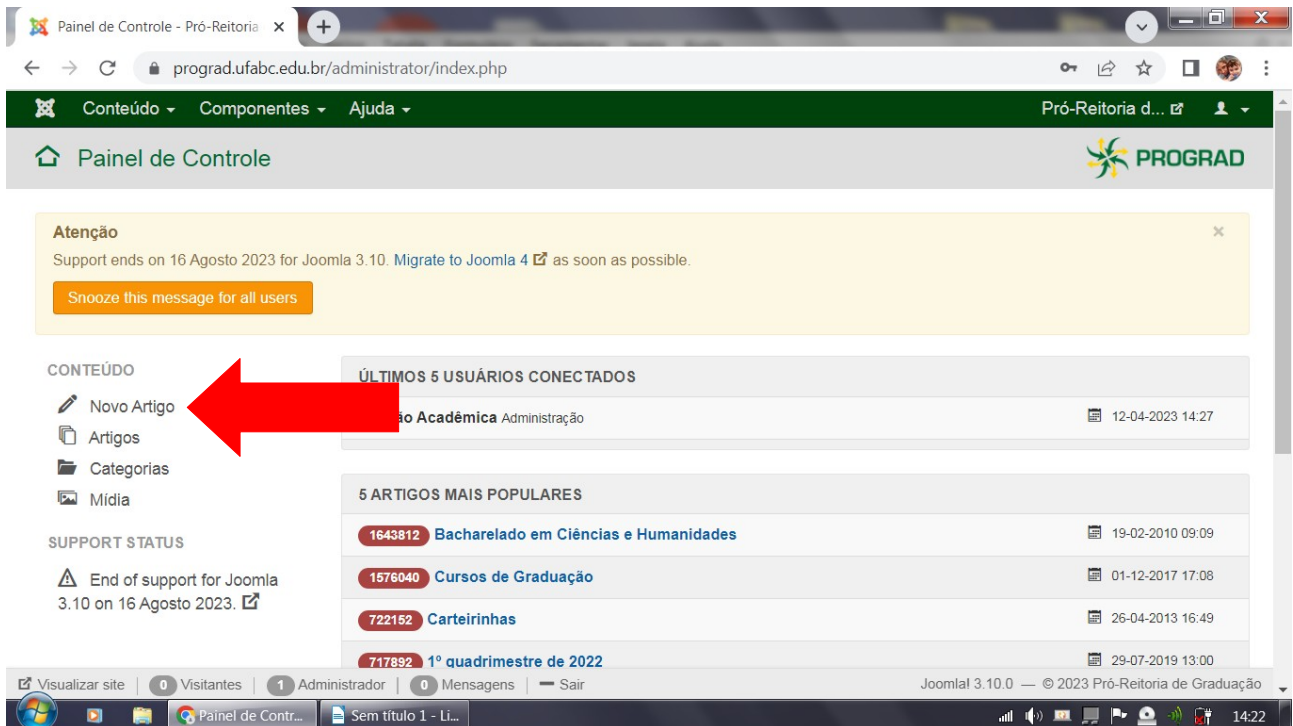 Painel de Controle - Pró-Reitoria
prograd.ufabc.edu.br/administrator/index.php
Conteúdo Componentes Ajuda Pró-Reitoria d...
Painel de Controle PROGRAD
Atenção
Support ends on 16 Agosto 2023 for Joomla 3.10. Migrate to Joomla 4 as soon as possible.
Snooze this message for all users
CONTEÚDO
Novo Artigo
Artigos
Categorias
Mídia
SUPPORT STATUS
End of support for Joomla
3.10 on 16 Agosto 2023.
ÚLTIMOS 5 USUÁRIOS CONECTADOS
Acadêmica Administração 12-04-2023 14:27
5 ARTIGOS MAIS POPULARES
1643812 Bacharelado em Ciências e Humanidades 19-02-2010 09:09
1576040 Cursos de Graduação 01-12-2017 17:08
722152 Carteirinhas 26-04-2013 16:49
717892 1º quadrimestre de 2022 29-07-2019 13:00
Visualizar site 0 Visitantes 1 Administrador 0 Mensagens Sair Joomla! 3.10.0 — © 2023 Pró-Reitoria de Graduação
Painel de Contr... Sem título 1 - Li... 14:22